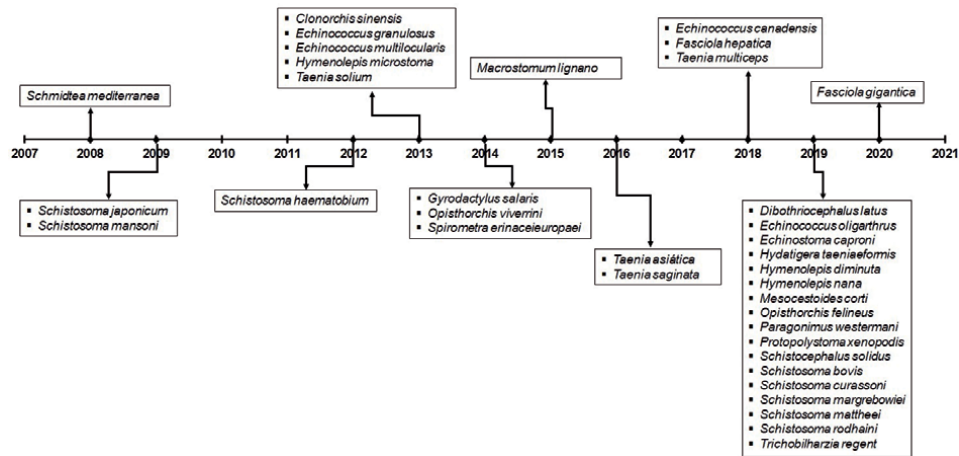 ▪ Clonorchis sinensis
▪ Echinococcus granulosus
▪ Echinococcus multilocularis
▪ Hymenolepis microstoma
▪ Taenia solium
▪ Echinococcus canadensis
▪ Fasciola hepatica
▪ Taenia multiceps
Macrostomum lignano
Schmidtea mediterranea
Fasciola gigantica
2007 2008 2009 2010 2011 2012 2013 2014 2015 2016 2017 2018 2019 2020 2021
▪ Schistosoma japonicum
▪ Schistosoma mansoni
Schistosoma haematobium
▪ Gyrodactylus salaris
▪ Opisthorchis viverrini
▪ Spirometra erinaceieuropaei
▪ Taenia asiática
▪ Taenia saginata
▪ Dibothriocephalus latus
▪ Echinococcus oligarthrus
▪ Echinostoma caproni
▪ Hydatigera taeniaeformis
▪ Hymenolepis diminuta
▪ Hymenolepis nana
▪ Mesocestoides corti
▪ Opisthorchis felineus
▪ Paragonimus westermani
▪ Protopolystoma xenopodis
▪ Schistocephalus solidus
▪ Schistosoma bovis
▪ Schistosoma curassoni
▪ Schistosoma margrebowiei
▪ Schistosoma mattheei
▪ Schistosoma rodhaini
▪ Trichobilharzia regent